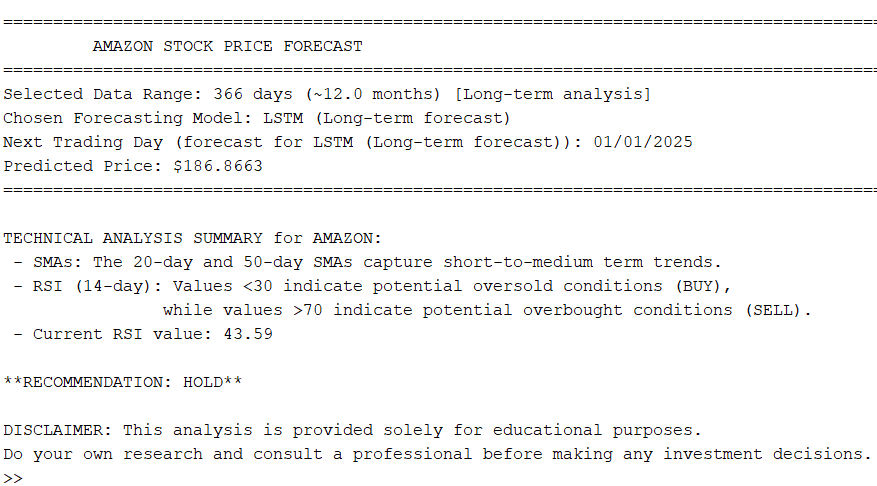 ========================================================================================
AMAZON STOCK PRICE FORECAST
========================================================================================
Selected Data Range: 366 days (~12.0 months) [Long-term analysis]
Chosen Forecasting Model: LSTM (Long-term forecast)
Next Trading Day (forecast for LSTM (Long-term forecast)): 01/01/2025
Predicted Price: $186.8663
========================================================================================
TECHNICAL ANALYSIS SUMMARY for AMAZON:
- SMAs: The 20-day and 50-day SMAs capture short-to-medium term trends.
- RSI (14-day): Values <30 indicate potential oversold conditions (BUY),
while values >70 indicate potential overbought conditions (SELL).
- Current RSI value: 43.59
**RECOMMENDATION: HOLD**
DISCLAIMER: This analysis is provided solely for educational purposes.
Do your own research and consult a professional before making any investment decisions.
>>